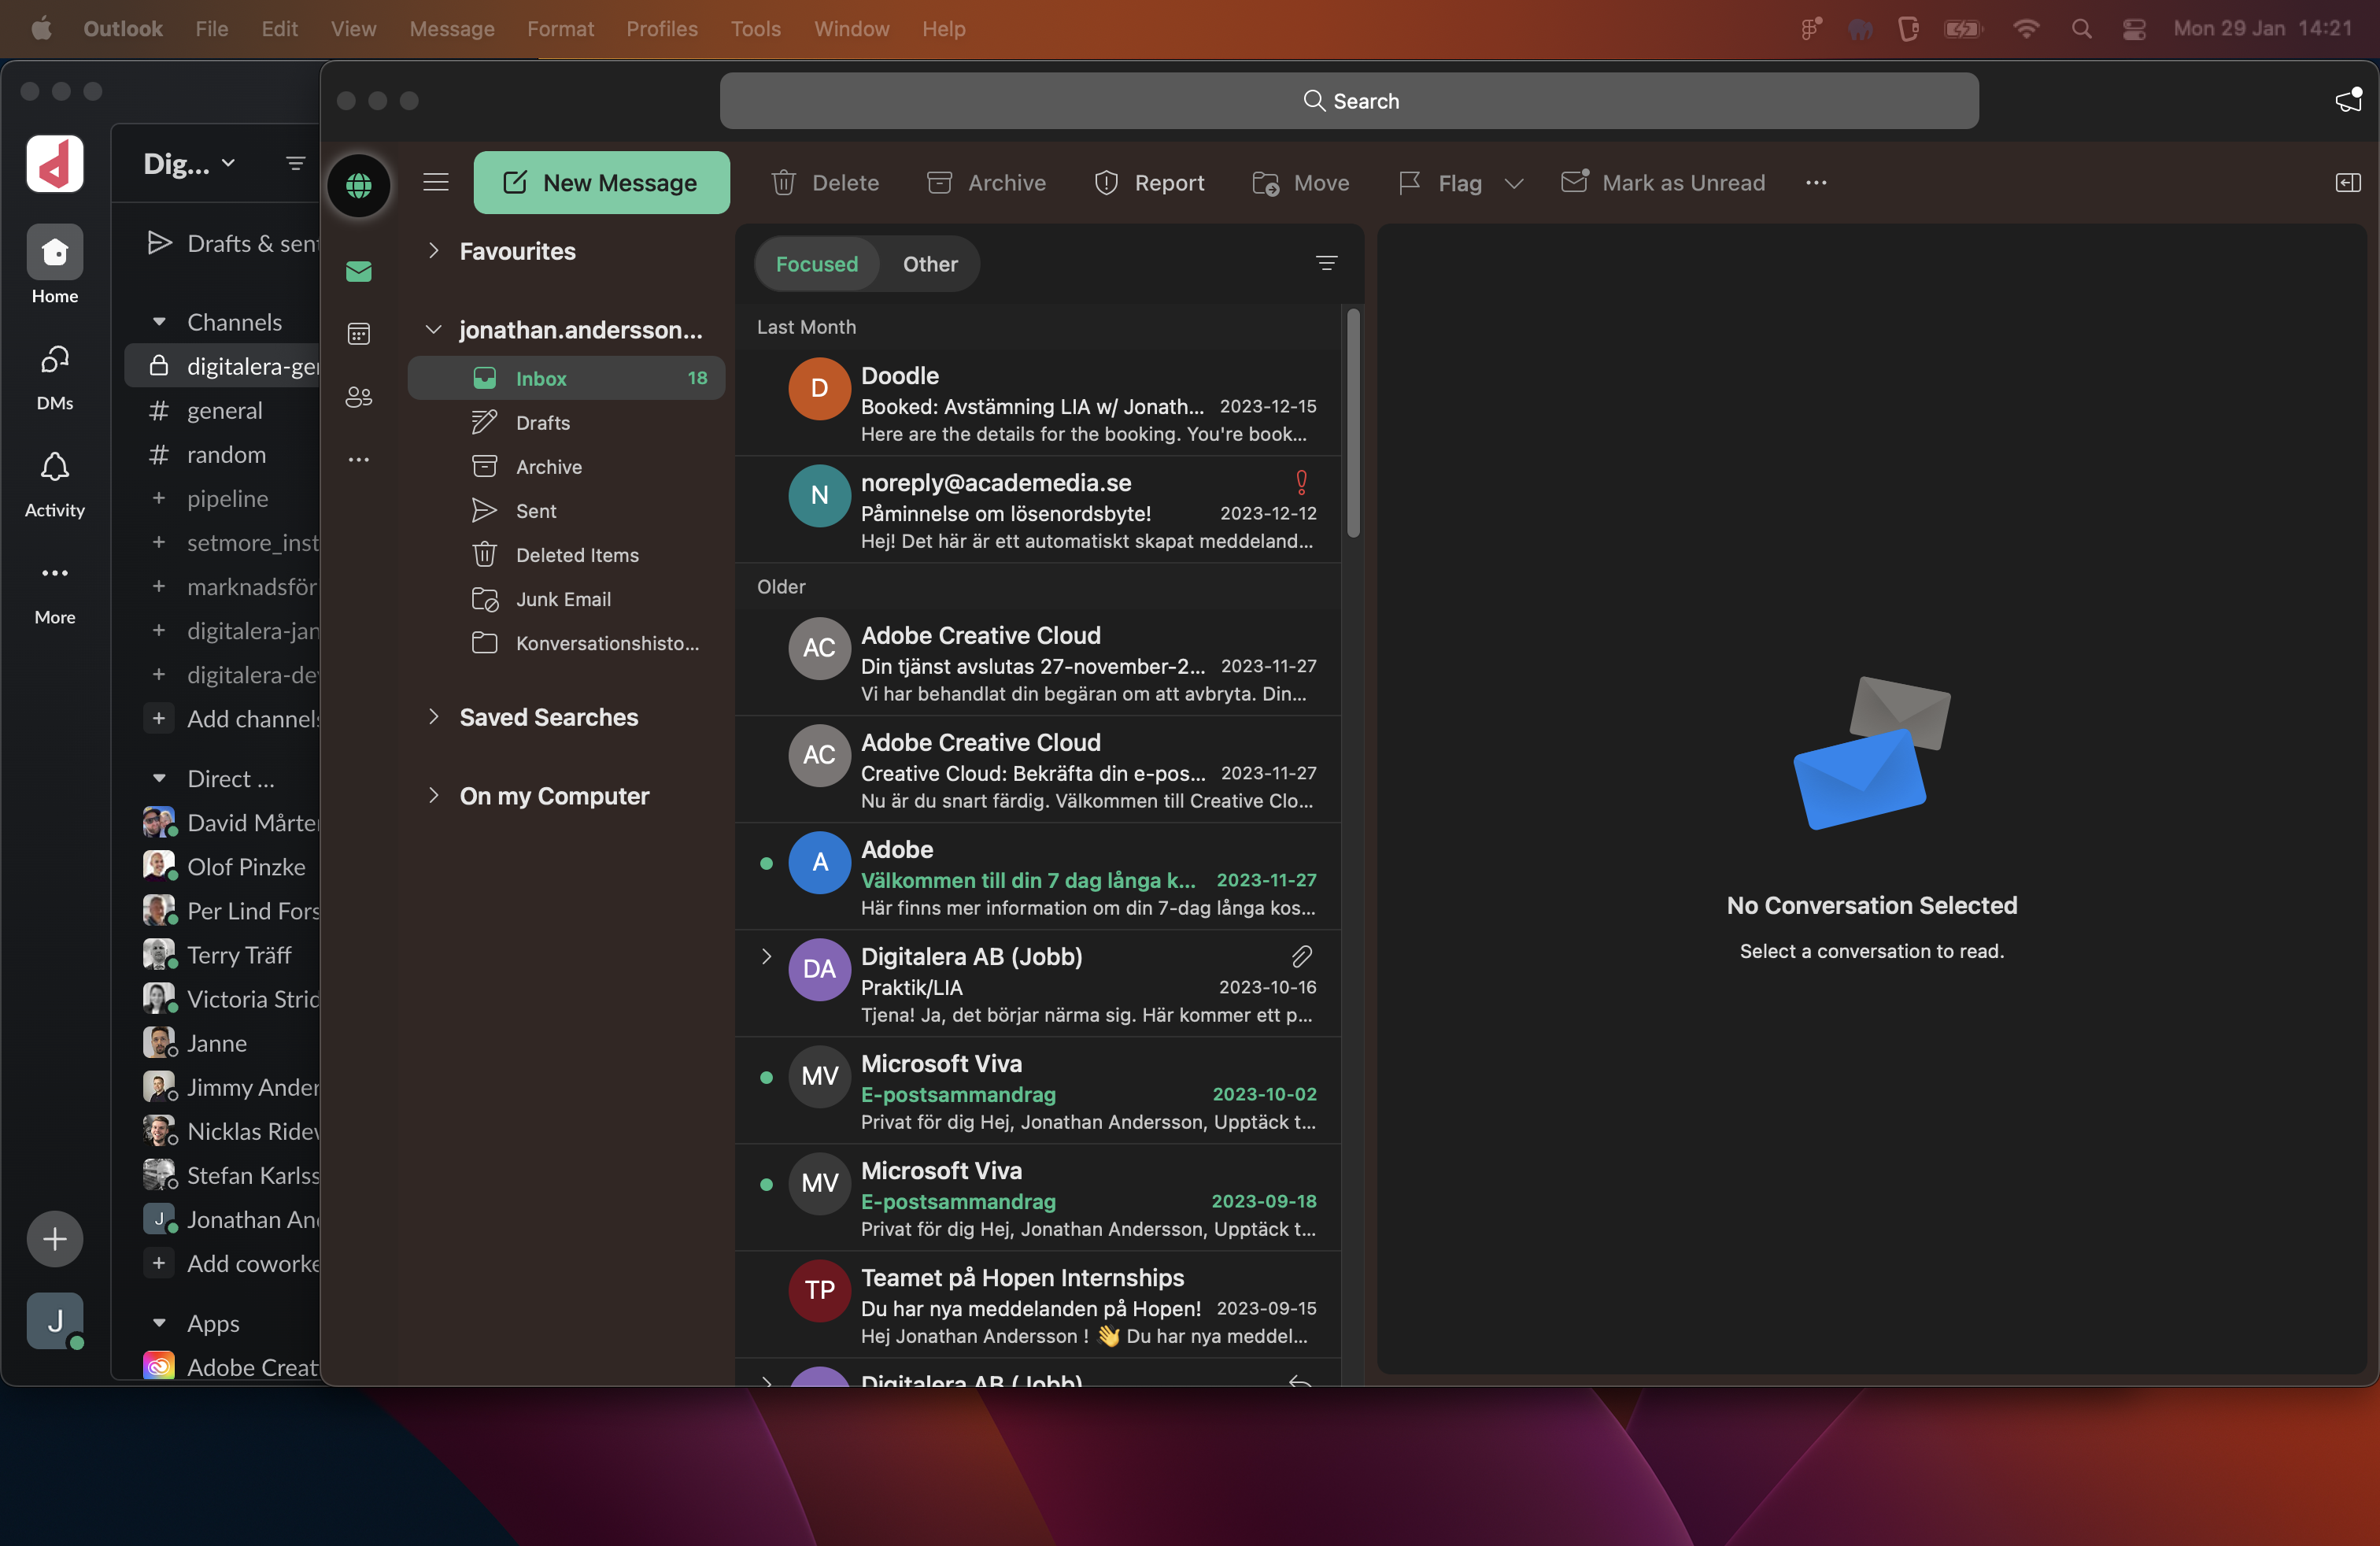 Outlook File Edit View Message Format Profiles Tools Window Help
Mon 29 Jan 14:21
Dig...
Home
DMs
Activity
More
J
Drafts & sent
Channels
digitalera-ge
general
random
pipeline
setmore_inst
marknadsför
digitalera-jan
digitalera-de
Add channels
Direct ...
David Mårte
Olof Pinzke
Per Lind Fors
Terry Träff
Victoria Strid
Janne
Jimmy Ander
Nicklas Ridew
Stefan Karlss
J Jonathan An
Add coworke
Apps
Adobe Creat
Search
New Message
Delete
Archive
Report
Move
Flag
Mark as Unread
Favourites
jonathan.andersson...
Inbox 18
Drafts
Archive
Sent
Deleted Items
Junk Email
Konversationshisto...
Saved Searches
On my Computer
Focused Other
Last Month
D
Doodle
Booked: Avstämning LIA w/ Jonath... 2023-12-15
Here are the details for the booking. You're book...
N
noreply@academedia.se
Påminnelse om lösenordsbyte! 2023-12-12
Hej! Det här är ett automatiskt skapat meddeland...
Older
AC
Adobe Creative Cloud
Din tjänst avslutas 27-november-2... 2023-11-27
Vi har behandlat din begäran om att avbryta. Din...
AC
Adobe Creative Cloud
Creative Cloud: Bekräfta din e-pos... 2023-11-27
Nu är du snart färdig. Välkommen till Creative Clo...
A
Adobe
Välkommen till din 7 dag långa k... 2023-11-27
Här finns mer information om din 7-dag långa kos...
DA
Digitalera AB (Jobb)
Praktik/LIA 2023-10-16
Tjena! Ja, det börjar närma sig. Här kommer ett p...
MV
Microsoft Viva
E-postsammandrag 2023-10-02
Privat för dig Hej, Jonathan Andersson, Upptäck t...
MV
Microsoft Viva
E-postsammandrag 2023-09-18
Privat för dig Hej, Jonathan Andersson, Upptäck t...
TP
Teamet på Hopen Internships
Du har nya meddelanden på Hopen! 2023-09-15
Hej Jonathan Andersson ! 👋 Du har nya meddel...
Digitalera AB (Jobb)
No Conversation Selected
Select a conversation to read.